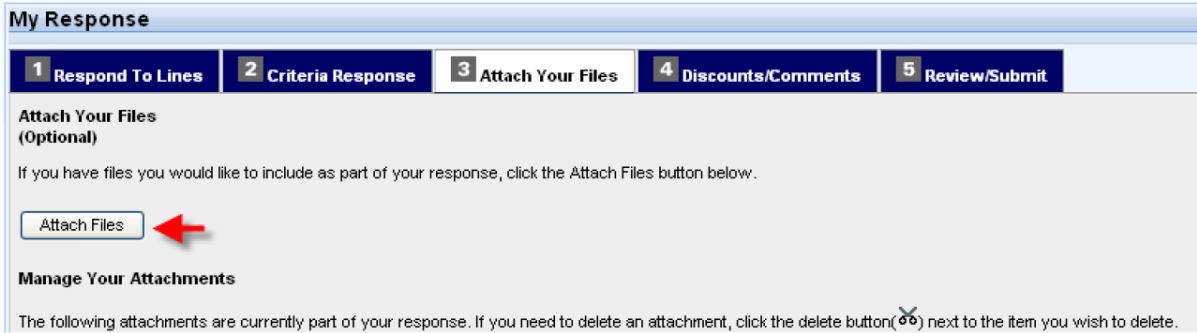 My Response
1 Respond To Lines 2 Criteria Response 3 Attach Your Files 4 Discounts/Comments 5 Review/Submit
Attach Your Files
(Optional)
If you have files you would like to include as part of your response, click the Attach Files button below.
Attach Files
Manage Your Attachments
The following attachments are currently part of your response. If you need to delete an attachment, click the delete button( ) next to the item you wish to delete.